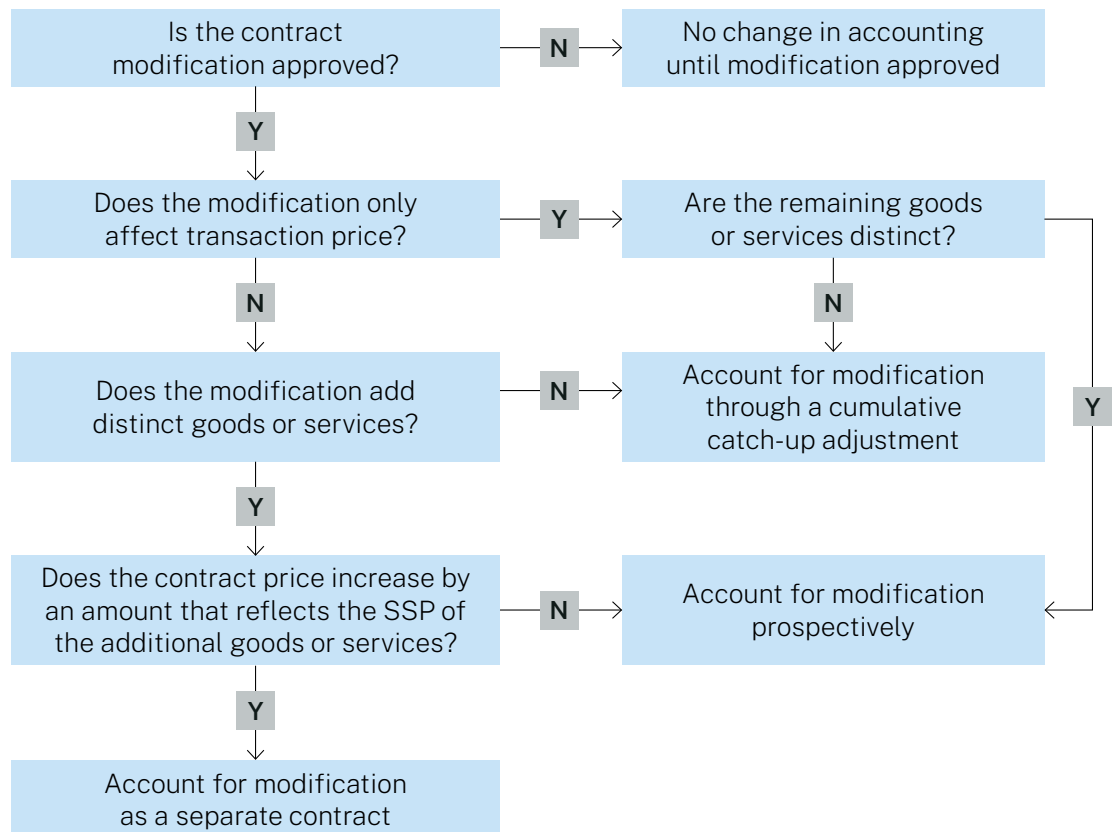 Is the contract
modification approved?
N
No change in accounting
until modification approved
Y
Does the modification only
affect transaction price?
Y
Are the remaining goods
or services distinct?
N
N
Does the modification add
distinct goods or services?
N
Account for modification
through a cumulative
catch-up adjustment
Y
Y
Does the contract price increase by
an amount that reflects the SSP of
the additional goods or services?
N
Account for modification
prospectively
Y
Account for modification
as a separate contract